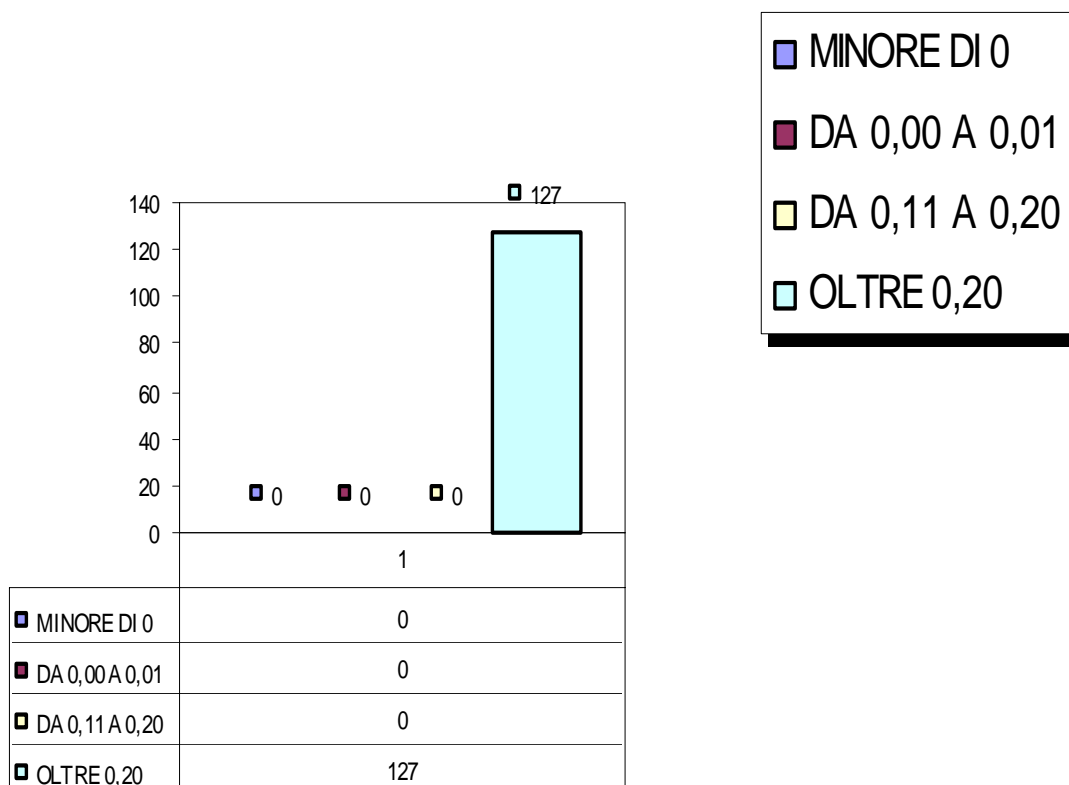 MINORE DI 0
DA 0,00 A 0,01
DA 0,11 A 0,20
OLTRE 0,20
127
140
120
100
80
60
40
20
0
0 0 0
1
MINORE DI 0 0
DA 0,00 A 0,01 0
DA 0,11 A 0,20 0
OLTRE 0,20 127